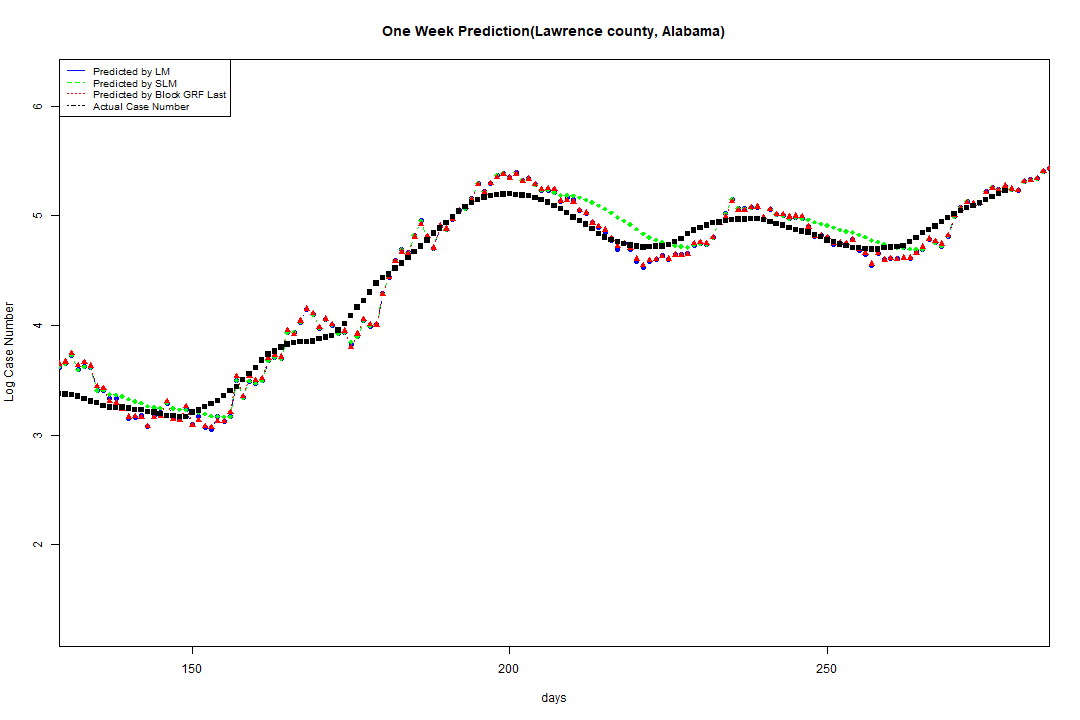 One Week Prediction(Lawrence county, Alabama)
Predicted by LM
Predicted by SLM
Predicted by Block GRF Last
Actual Case Number
6
5
4
3
2
Log Case Number
150 200 250
days